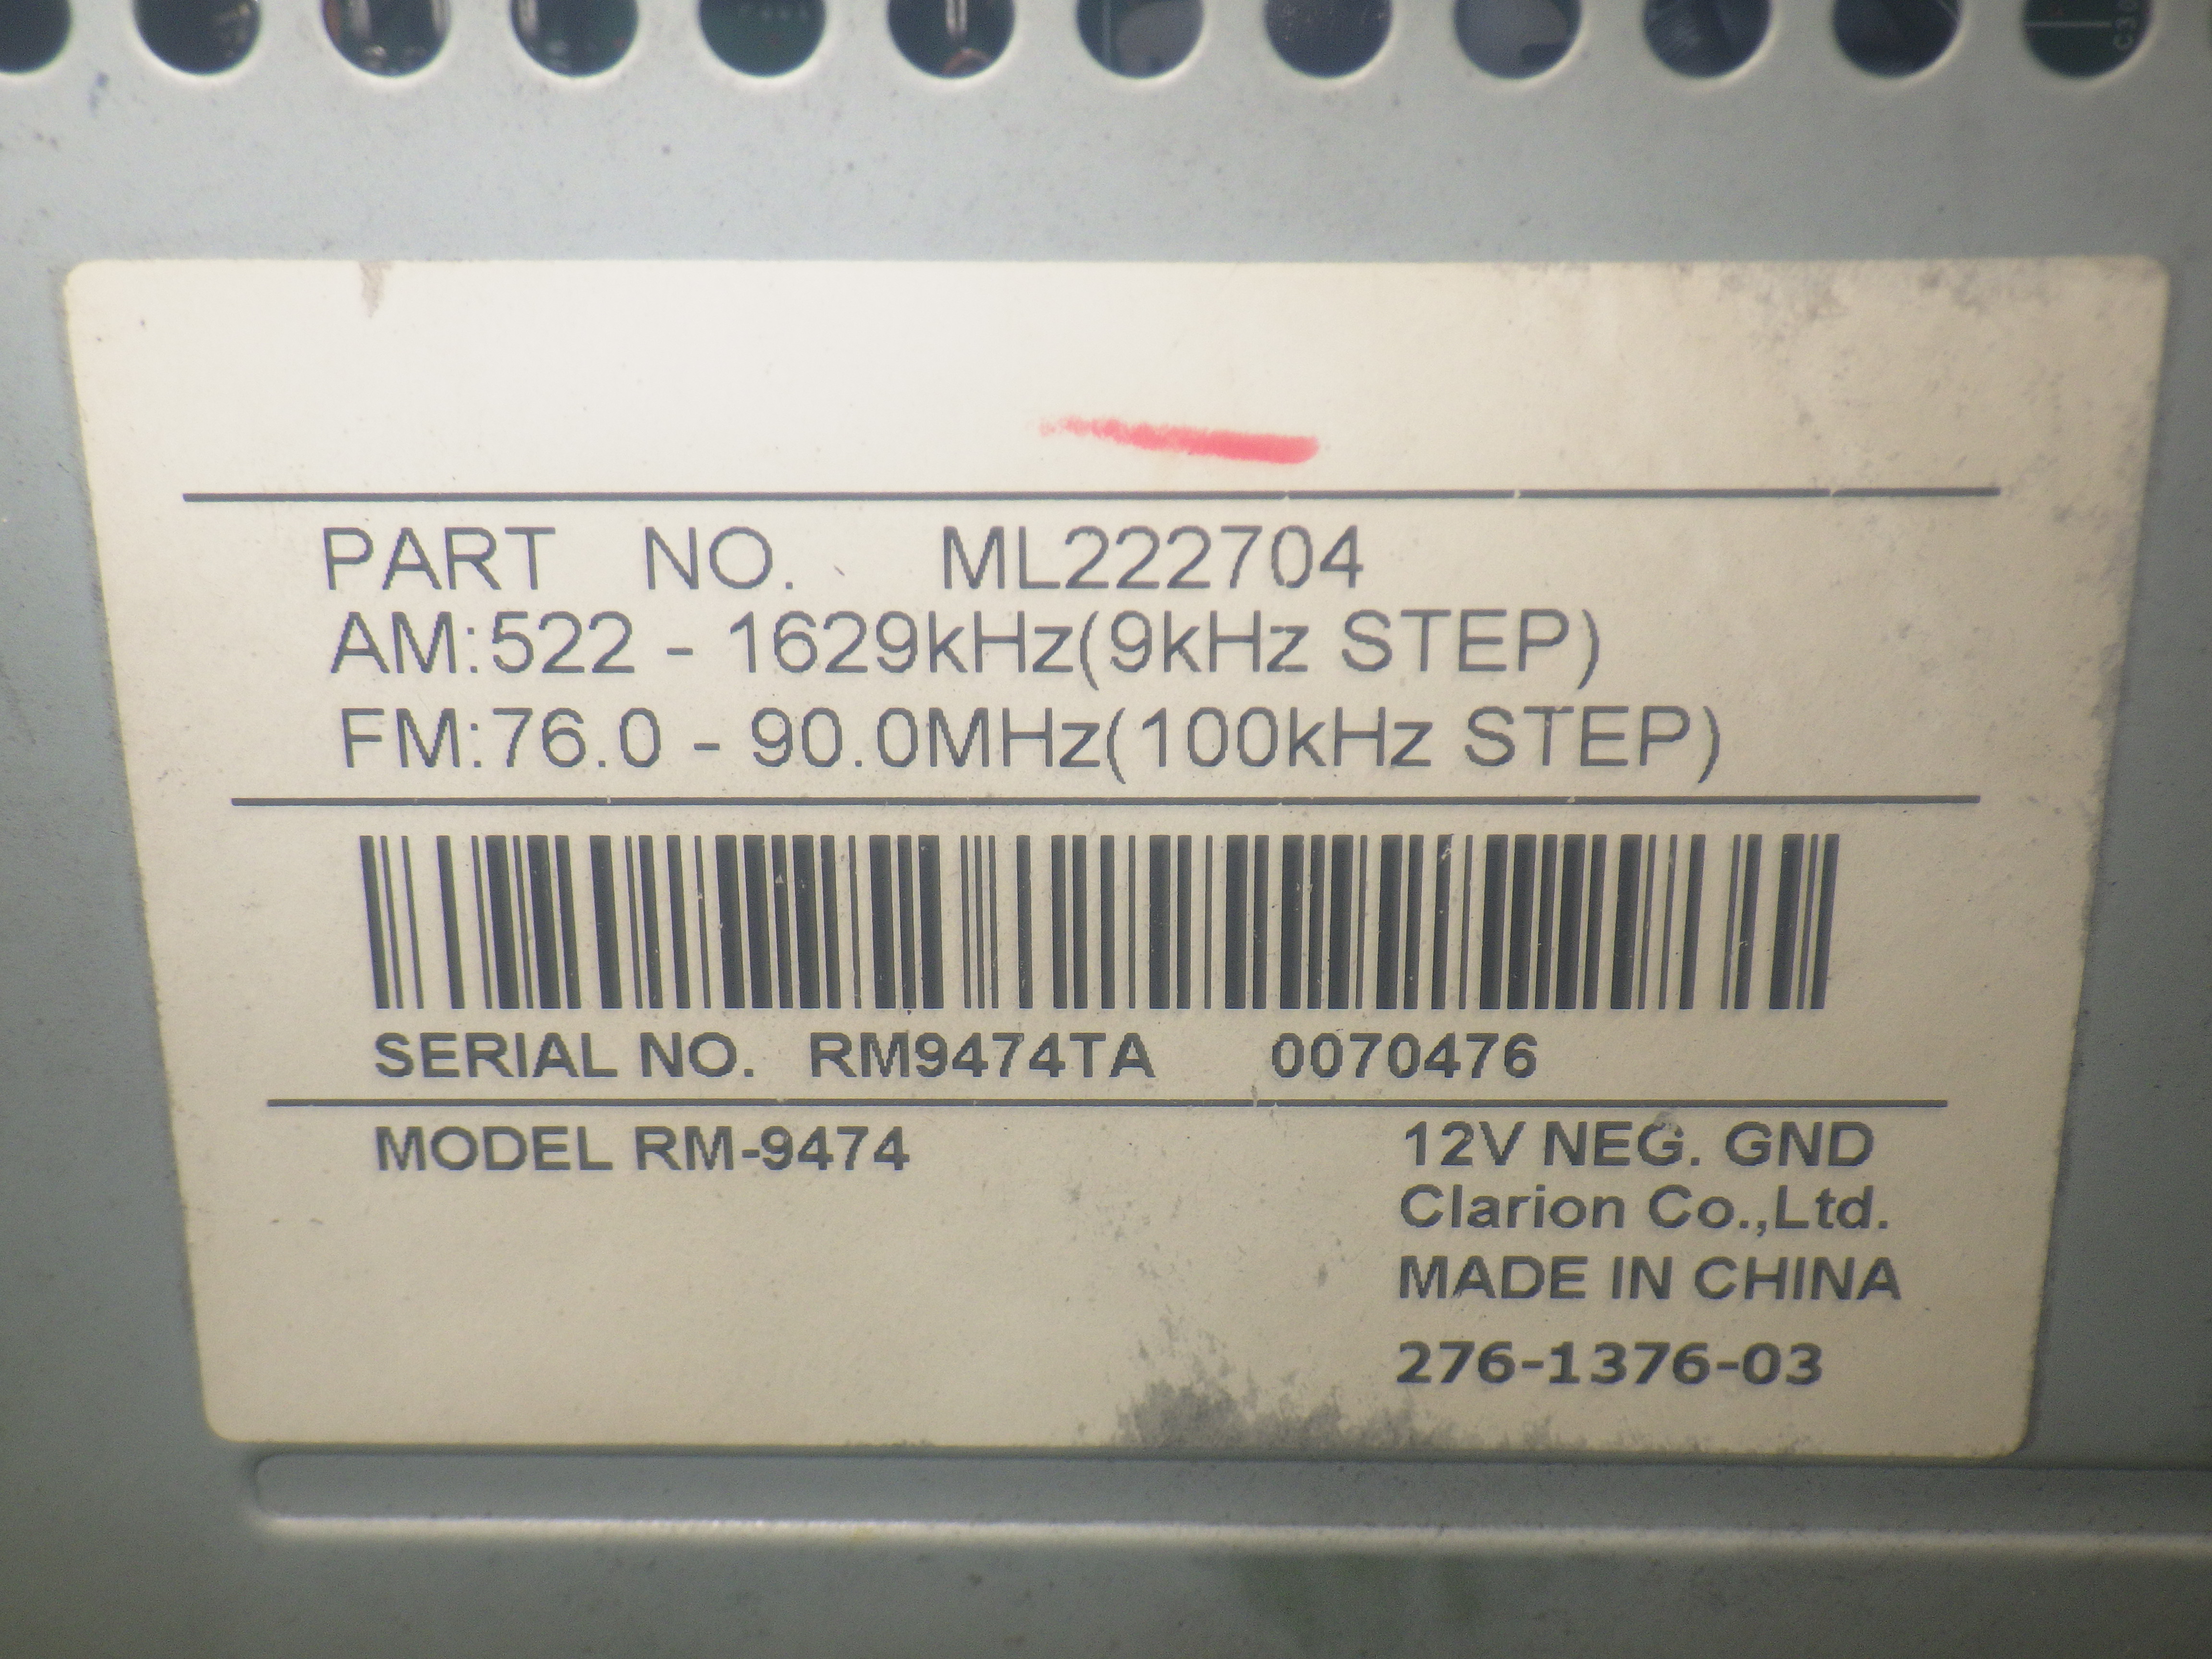 PART NO. ML222704
AM:522 - 1629kHz(9kHz STEP)
FM:76.0 - 90.0MHz(100kHz STEP)
SERIAL NO. RM9474TA 0070476
MODEL RM-9474
12V NEG. GND
Clarion Co.,Ltd.
MADE IN CHINA
276-1376-03